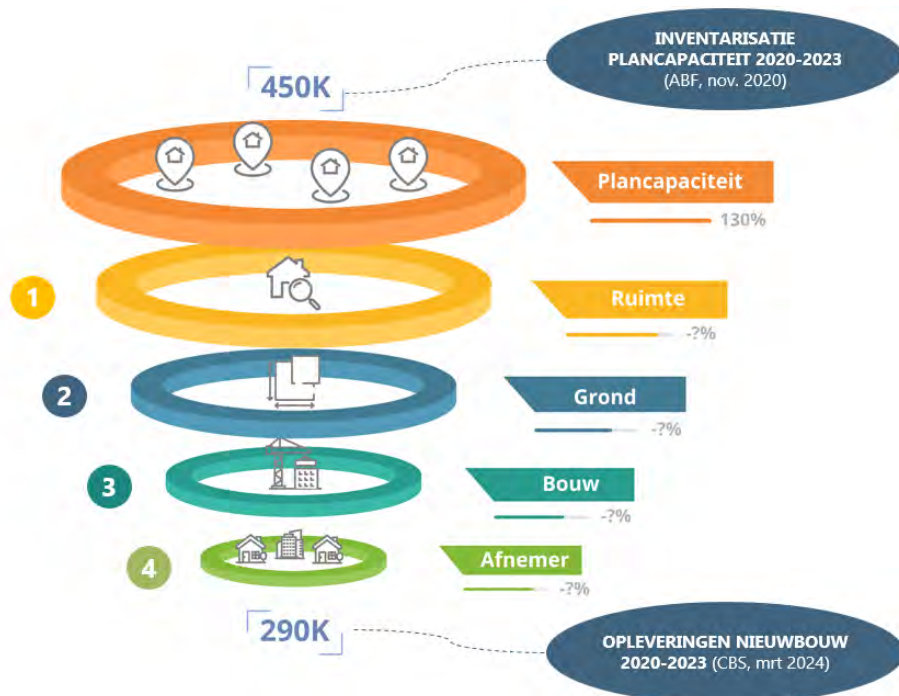 INVENTARISATIE
PLANCAPACITEIT 2020-2023
(ABF, nov. 2020)
450K
Plancapaciteit
130%
1
Ruimte
-?%
2
Grond
-?%
3
Bouw
-?%
4
Afnemer
-?%
290K
OPLEVERINGEN NIEUWBOUW
2020-2023 (CBS, mrt 2024)